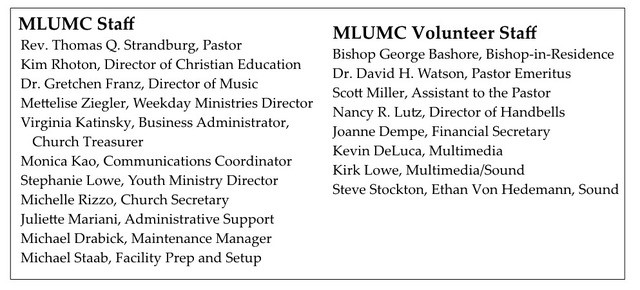 MLUMC Staff
Rev. Thomas Q. Strandburg, Pastor
Kim Rhoton, Director of Christian Education
Dr. Gretchen Franz, Director of Music
Mettelise Ziegler, Weekday Ministries Director
Virginia Katinsky, Business Administrator,
Church Treasurer
Monica Kao, Communications Coordinator
Stephanie Lowe, Youth Ministry Director
Michelle Rizzo, Church Secretary
Juliette Mariani, Administrative Support
Michael Drabick, Maintenance Manager
Michael Staab, Facility Prep and Setup
MLUMC Volunteer Staff
Bishop George Bashore, Bishop-in-Residence
Dr. David H. Watson, Pastor Emeritus
Scott Miller, Assistant to the Pastor
Nancy R. Lutz, Director of Handbells
Joanne Dempe, Financial Secretary
Kevin DeLuca, Multimedia
Kirk Lowe, Multimedia/Sound
Steve Stockton, Ethan Von Hedemann, Sound